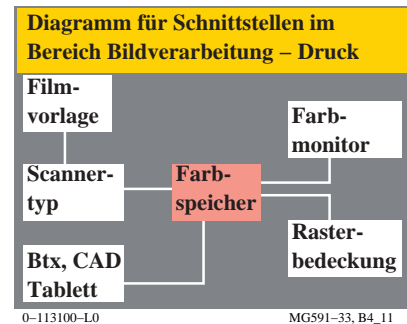 Diagramm für Schnittstellen im
Bereich Bildverarbeitung – Druck
Film-
vorlage
Farb-
monitor
Scanner-
typ
Farb-
speicher
Raster-
bedeckung
Btx, CAD
Tablett
0–113100–L0
MG591–33, B4_11